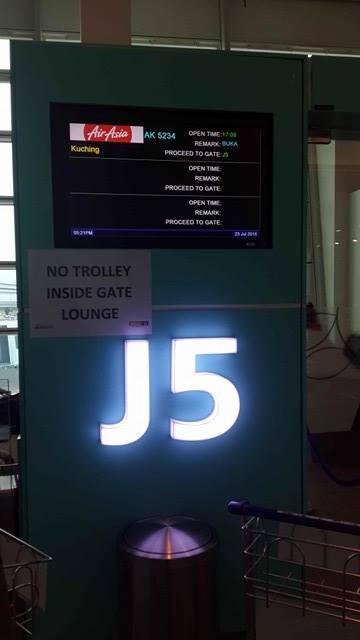 AirAsia AK 5234 OPEN TIME: 17:08
REMARK: BUKA
Kuching PROCEED TO GATE: J5
OPEN TIME:
REMARK:
PROCEED TO GATE:
OPEN TIME:
REMARK:
PROCEED TO GATE:
05:21PM 23 Jul 2016
NO TROLLEY
INSIDE GATE
LOUNGE
J5